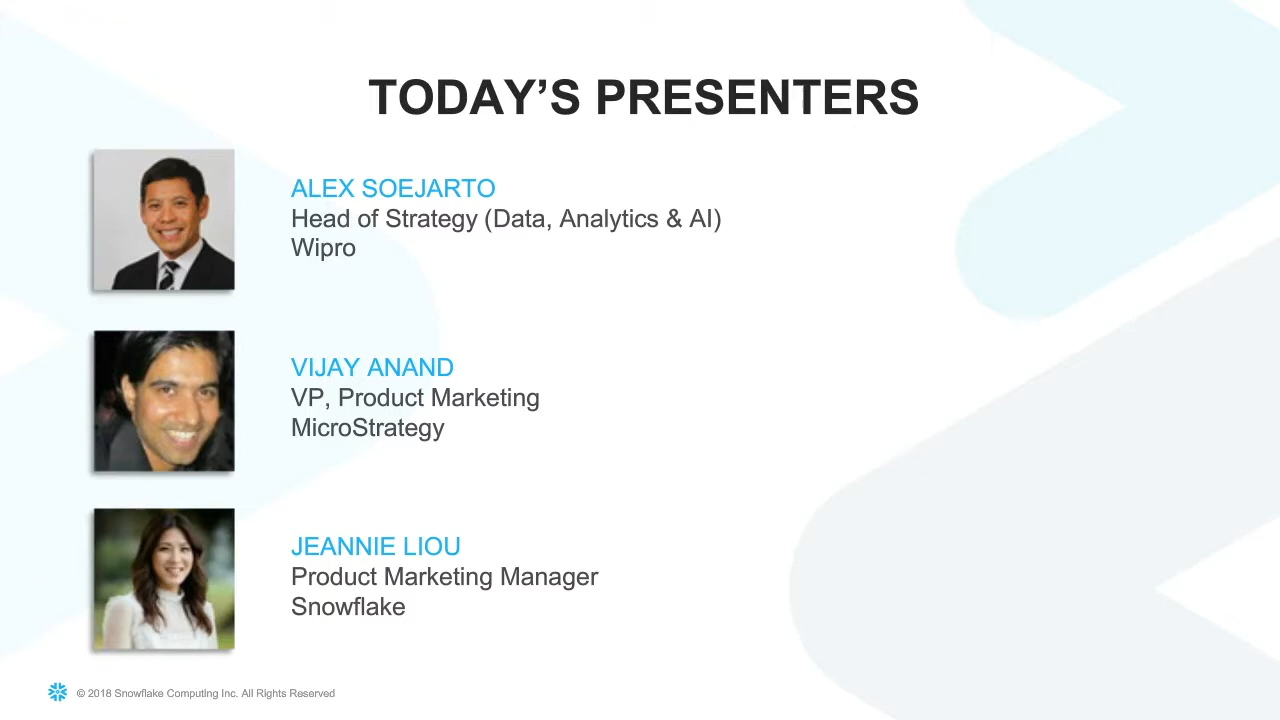 TODAY’S PRESENTERS
ALEX SOEJARTO
Head of Strategy (Data, Analytics & AI)
Wipro
VIJAY ANAND
VP, Product Marketing
MicroStrategy
JEANNIE LIOU
Product Marketing Manager
Snowflake
© 2018 Snowflake Computing Inc. All Rights Reserved